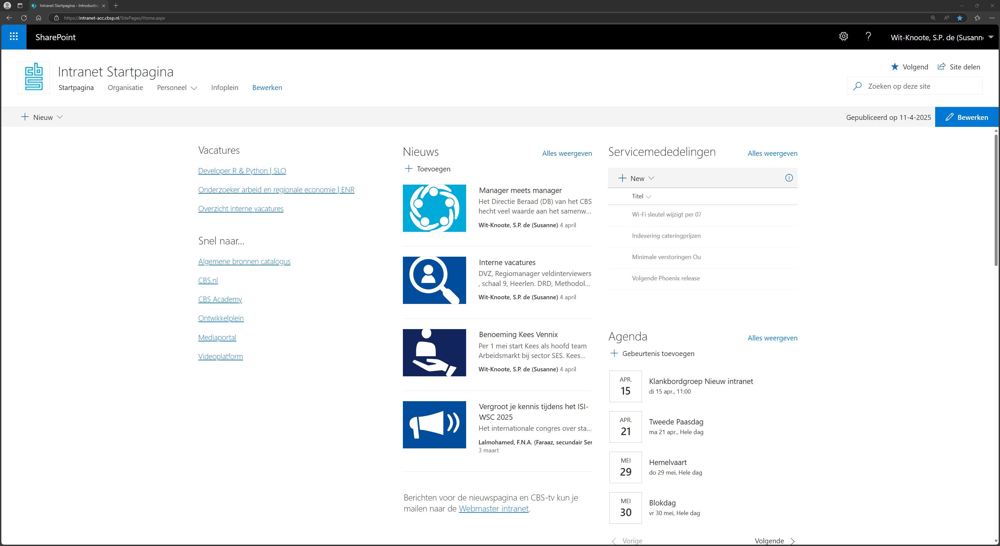 Intranet Startpagina - Introductie
https://intranet-acc.cbsp.nl/SitePages/Home.aspx
SharePoint
Wit-Knoote, S.P. de (Susann
cbs
Intranet Startpagina
Volgend
Site delen
Startpagina
Organisatie
Personeel
Infoplein
Bewerken
Zoeken op deze site
Nieuw
Gepubliceerd op 11-4-2025
Bewerken
Vacatures
Developer R & Python | SLO
Onderzoeker arbeid en regionale economie | ENR
Overzicht interne vacatures
Snel naar...
Algemene bronnen catalogus
CBS.nl
CBS Academy
Ontwikkelplein
Mediaportal
Videoplatform
Nieuws
Alles weergeven
Toevoegen
Manager meets manager
Het Directie Beraad (DB) van het CBS
hecht veel waarde aan het samenw...
Wit-Knoote, S.P. de (Susanne) 4 april
Interne vacatures
DVZ, Regiomanager veldinterviewers
, schaal 9, Heerlen. DRD, Methodol...
Wit-Knoote, S.P. de (Susanne) 4 april
Benoeming Kees Vennix
Per 1 mei start Kees als hoofd team
Arbeidsmarkt bij sector SES. Kees...
Wit-Knoote, S.P. de (Susanne) 4 april
Vergroot je kennis tijdens het ISI-
WSC 2025
Het internationale congres over sta...
Lalmohamed, F.N.A. (Faraaz, secundair Ser
3 maart
Berichten voor de nieuwspagina en CBS-tv kun je
mailen naar de Webmaster intranet.
Servicemededelingen
Alles weergeven
New
Titel
Wi-Fi sleutel wijzigt per 07
Indexering cateringprijzen
Minimale verstoringen Ou
Volgende Phoenix release
Agenda
Alles weergeven
Gebeurtenis toevoegen
APR.
15
Klankbordgroep Nieuw intranet
di 15 apr., 11:00
APR.
21
Tweede Paasdag
ma 21 apr., Hele dag
MEI
29
Hemelvaart
do 29 mei, Hele dag
MEI
30
Blokdag
vr 30 mei, Hele dag
Vorige
Volgende